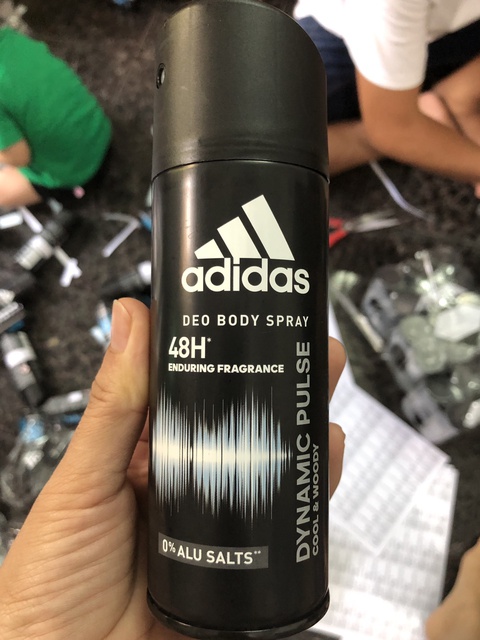 adidas
DEO BODY SPRAY
48H*
ENDURING FRAGRANCE
DYNAMIC PULSE
COOL & WOODY
0% ALU SALTS**